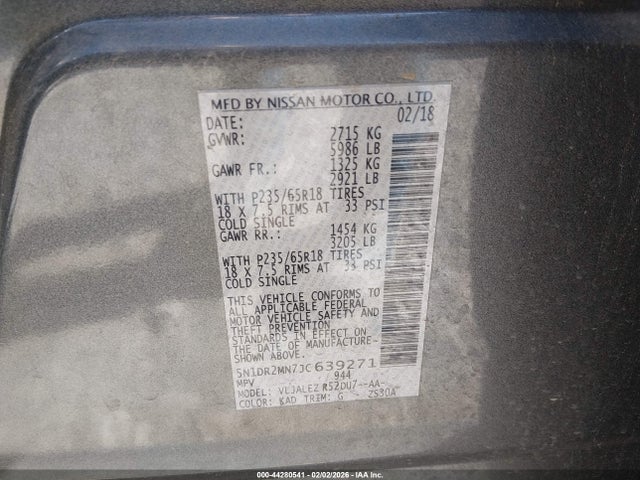 MFD BY NISSAN MOTOR CO., LTD.
DATE: 02/18
GVWR: 2715 KG
5986 LB
GAWR FR.: 1325 KG
2921 LB
WITH P235/65R18 TIRES
18 X 7.5 RIMS AT 33 PSI
COLD SINGLE
GAWR RR.: 1454 KG
3205 LB
WITH P235/65R18 TIRES
18 X 7.5 RIMS AT 33 PSI
COLD SINGLE
THIS VEHICLE CONFORMS TO
ALL APPLICABLE FEDERAL
MOTOR VEHICLE SAFETY AND
THEFT PREVENTION
STANDARDS IN EFFECT ON
THE DATE OF MANUFACTURE
SHOWN ABOVE.
5N1DR2MN7JC639271
MPV 944
MODEL: R52DU7--AA-
COLOR: KAD TRIM: G ZS30A
000-44280541 - 02/02/2026 - IAA Inc.